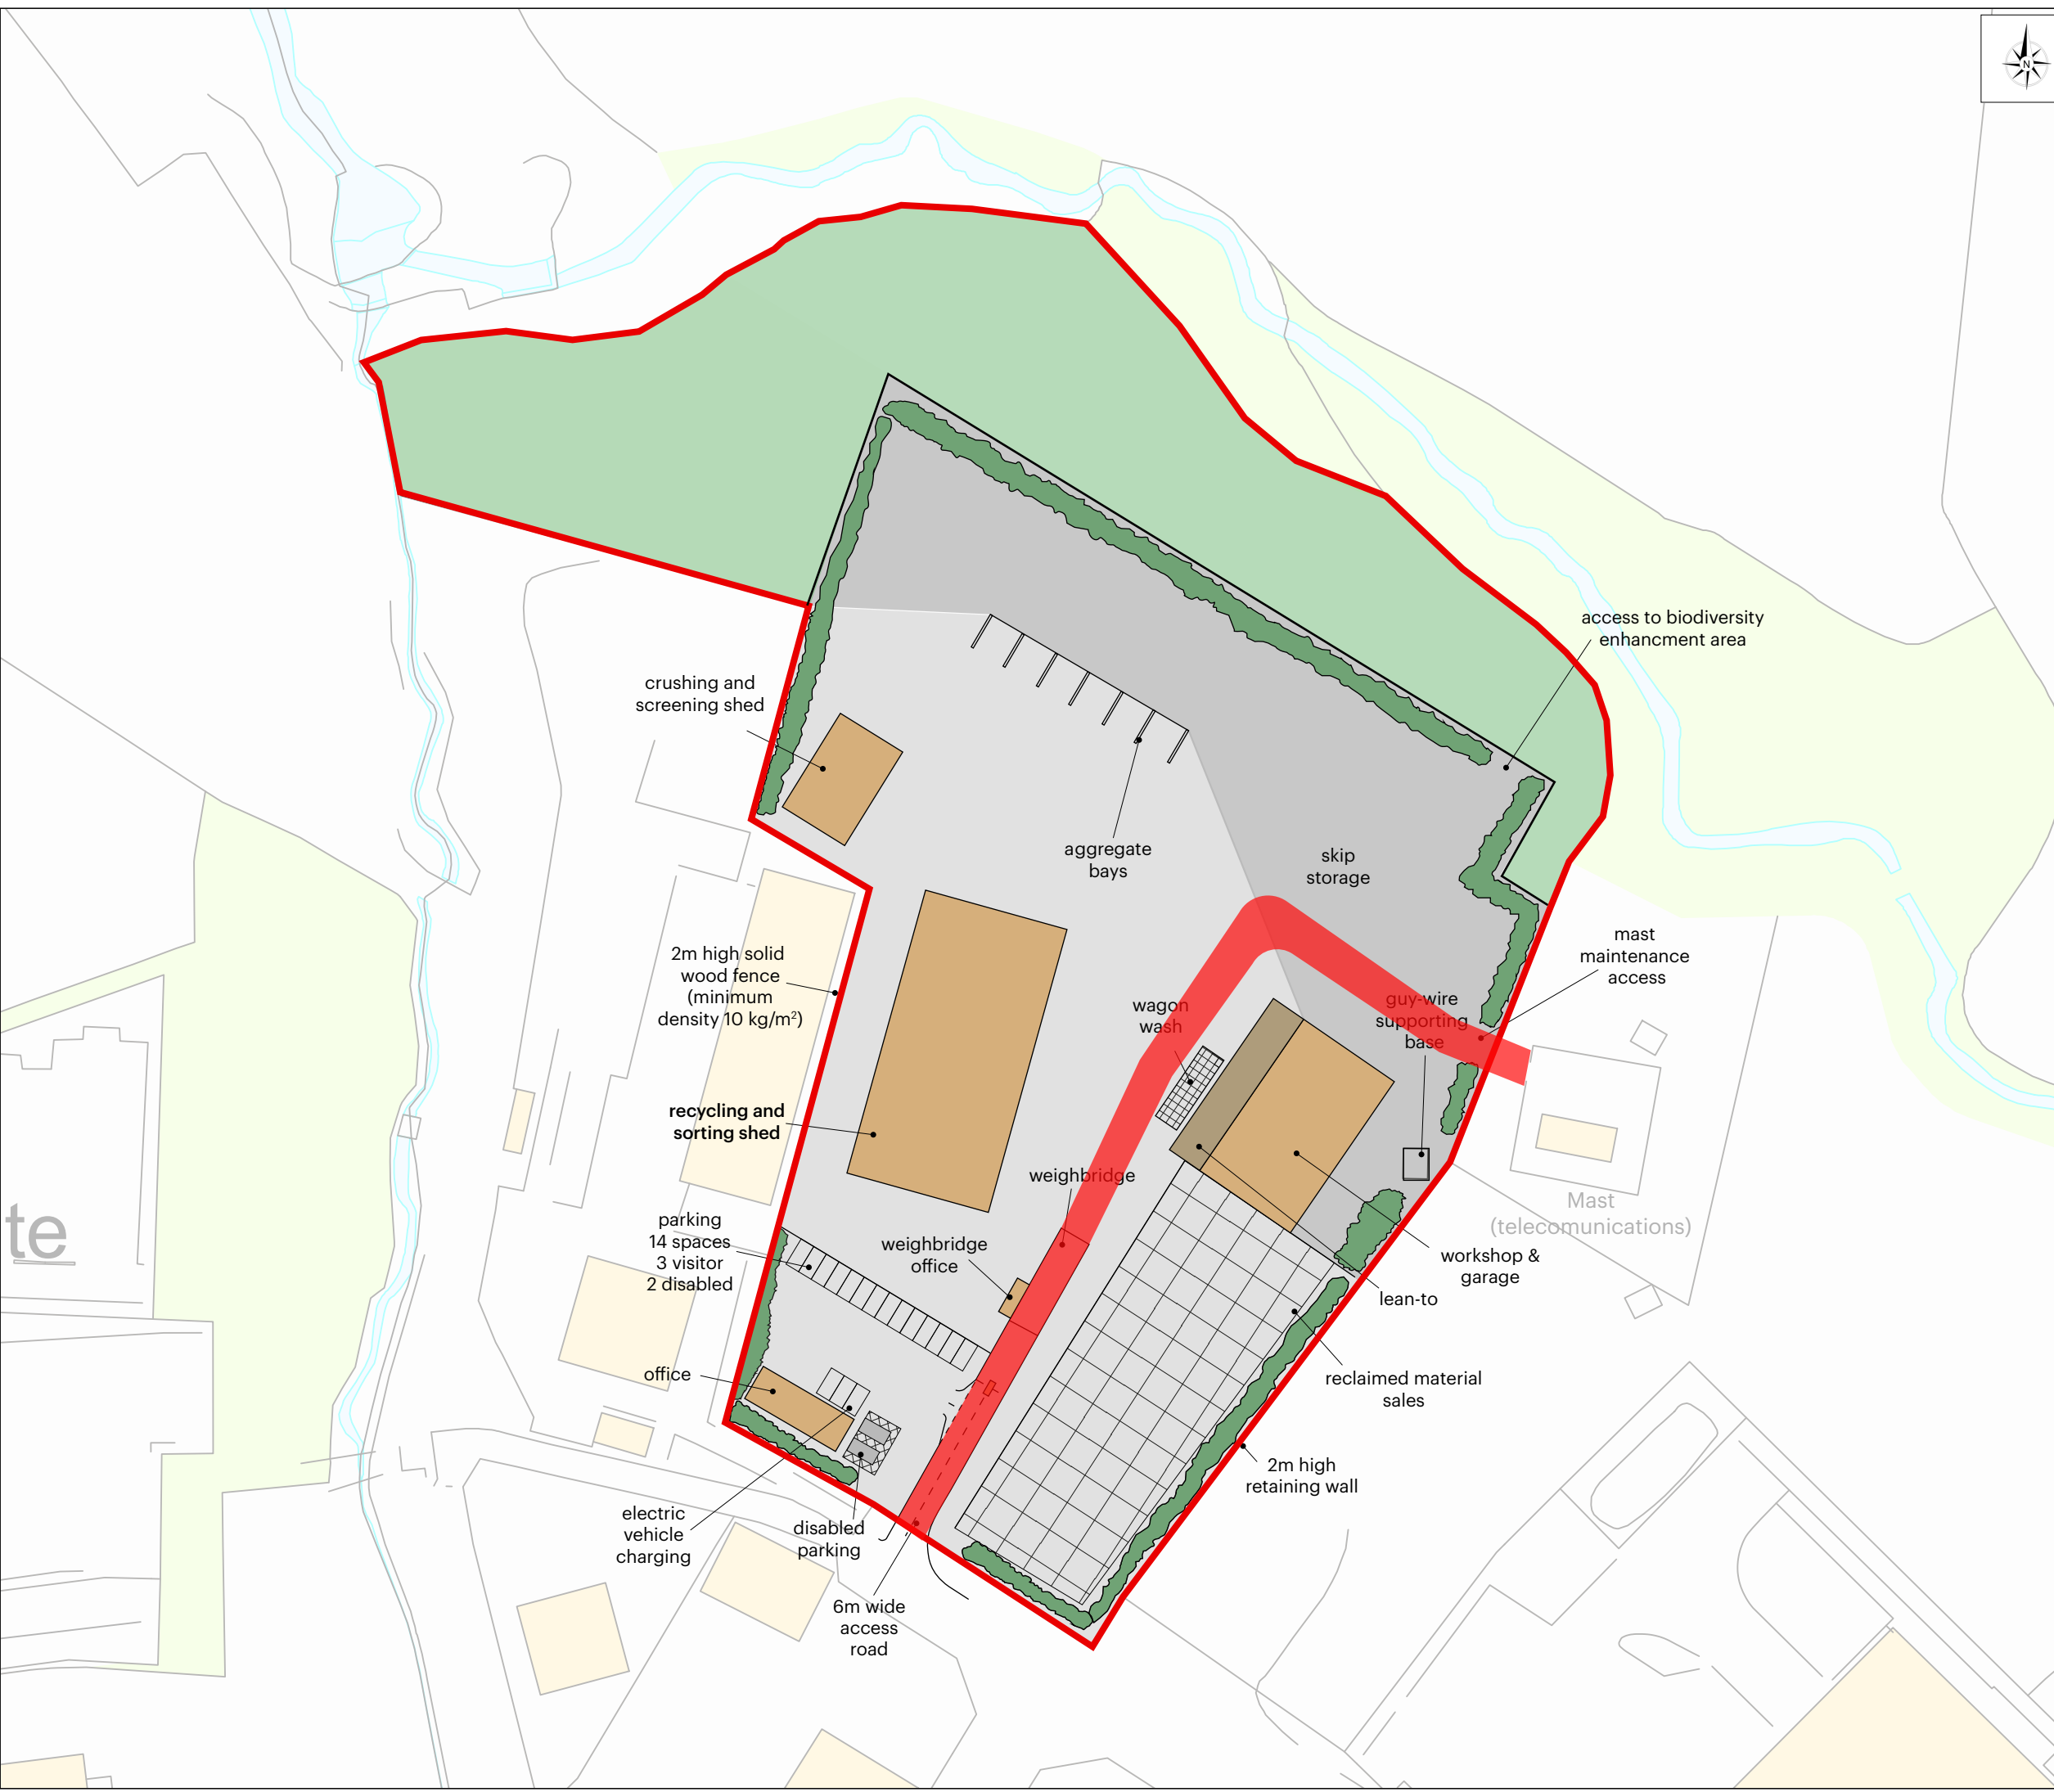 N
access to biodiversity
enhancment area
crushing and
screening shed
aggregate
bays
skip
storage
mast
maintenance
access
2m high solid
wood fence
(minimum
density 10 kg/m²)
wagon
wash
guy-wire
supporting
base
recycling and
sorting shed
weighbridge
Mast
(telecomunications)
te
parking
14 spaces
3 visitor
2 disabled
weighbridge
office
workshop &
garage
lean-to
office
reclaimed material
sales
2m high
retaining wall
electric
vehicle
charging
disabled
parking
6m wide
access
road